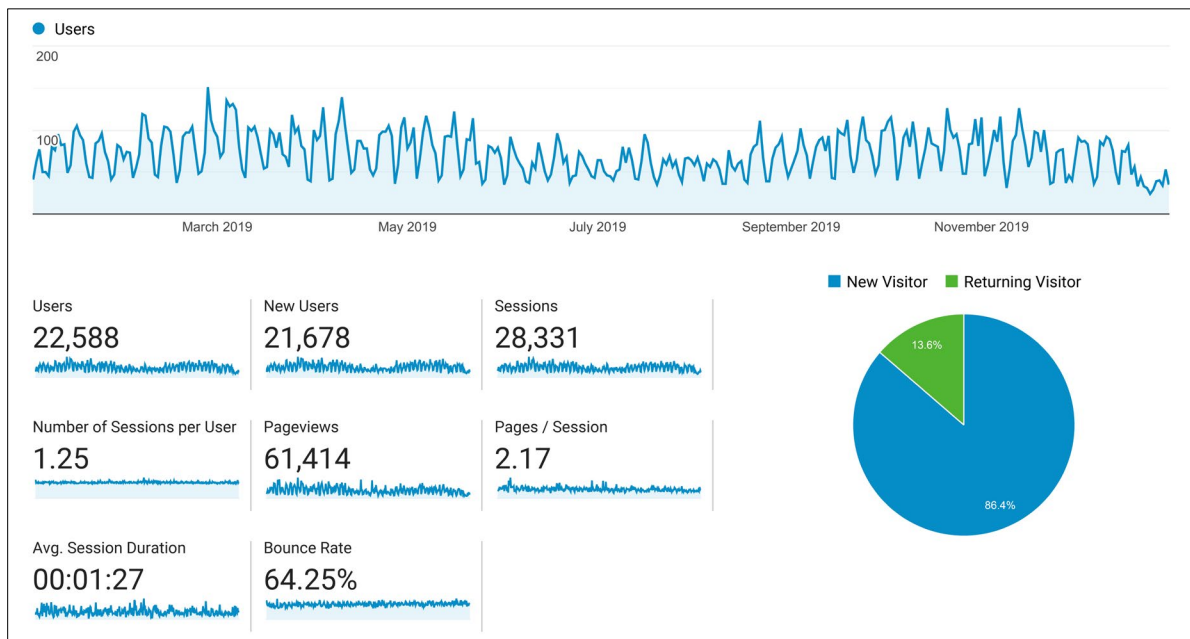 Users
200
100
March 2019 May 2019 July 2019 September 2019 November 2019
New Visitor Returning Visitor
Users New Users Sessions
22,588 21,678 28,331
13.6%
Number of Sessions per User Pageviews Pages / Session
1.25 61,414 2.17
86.4%
Avg. Session Duration Bounce Rate
00:01:27 64.25%